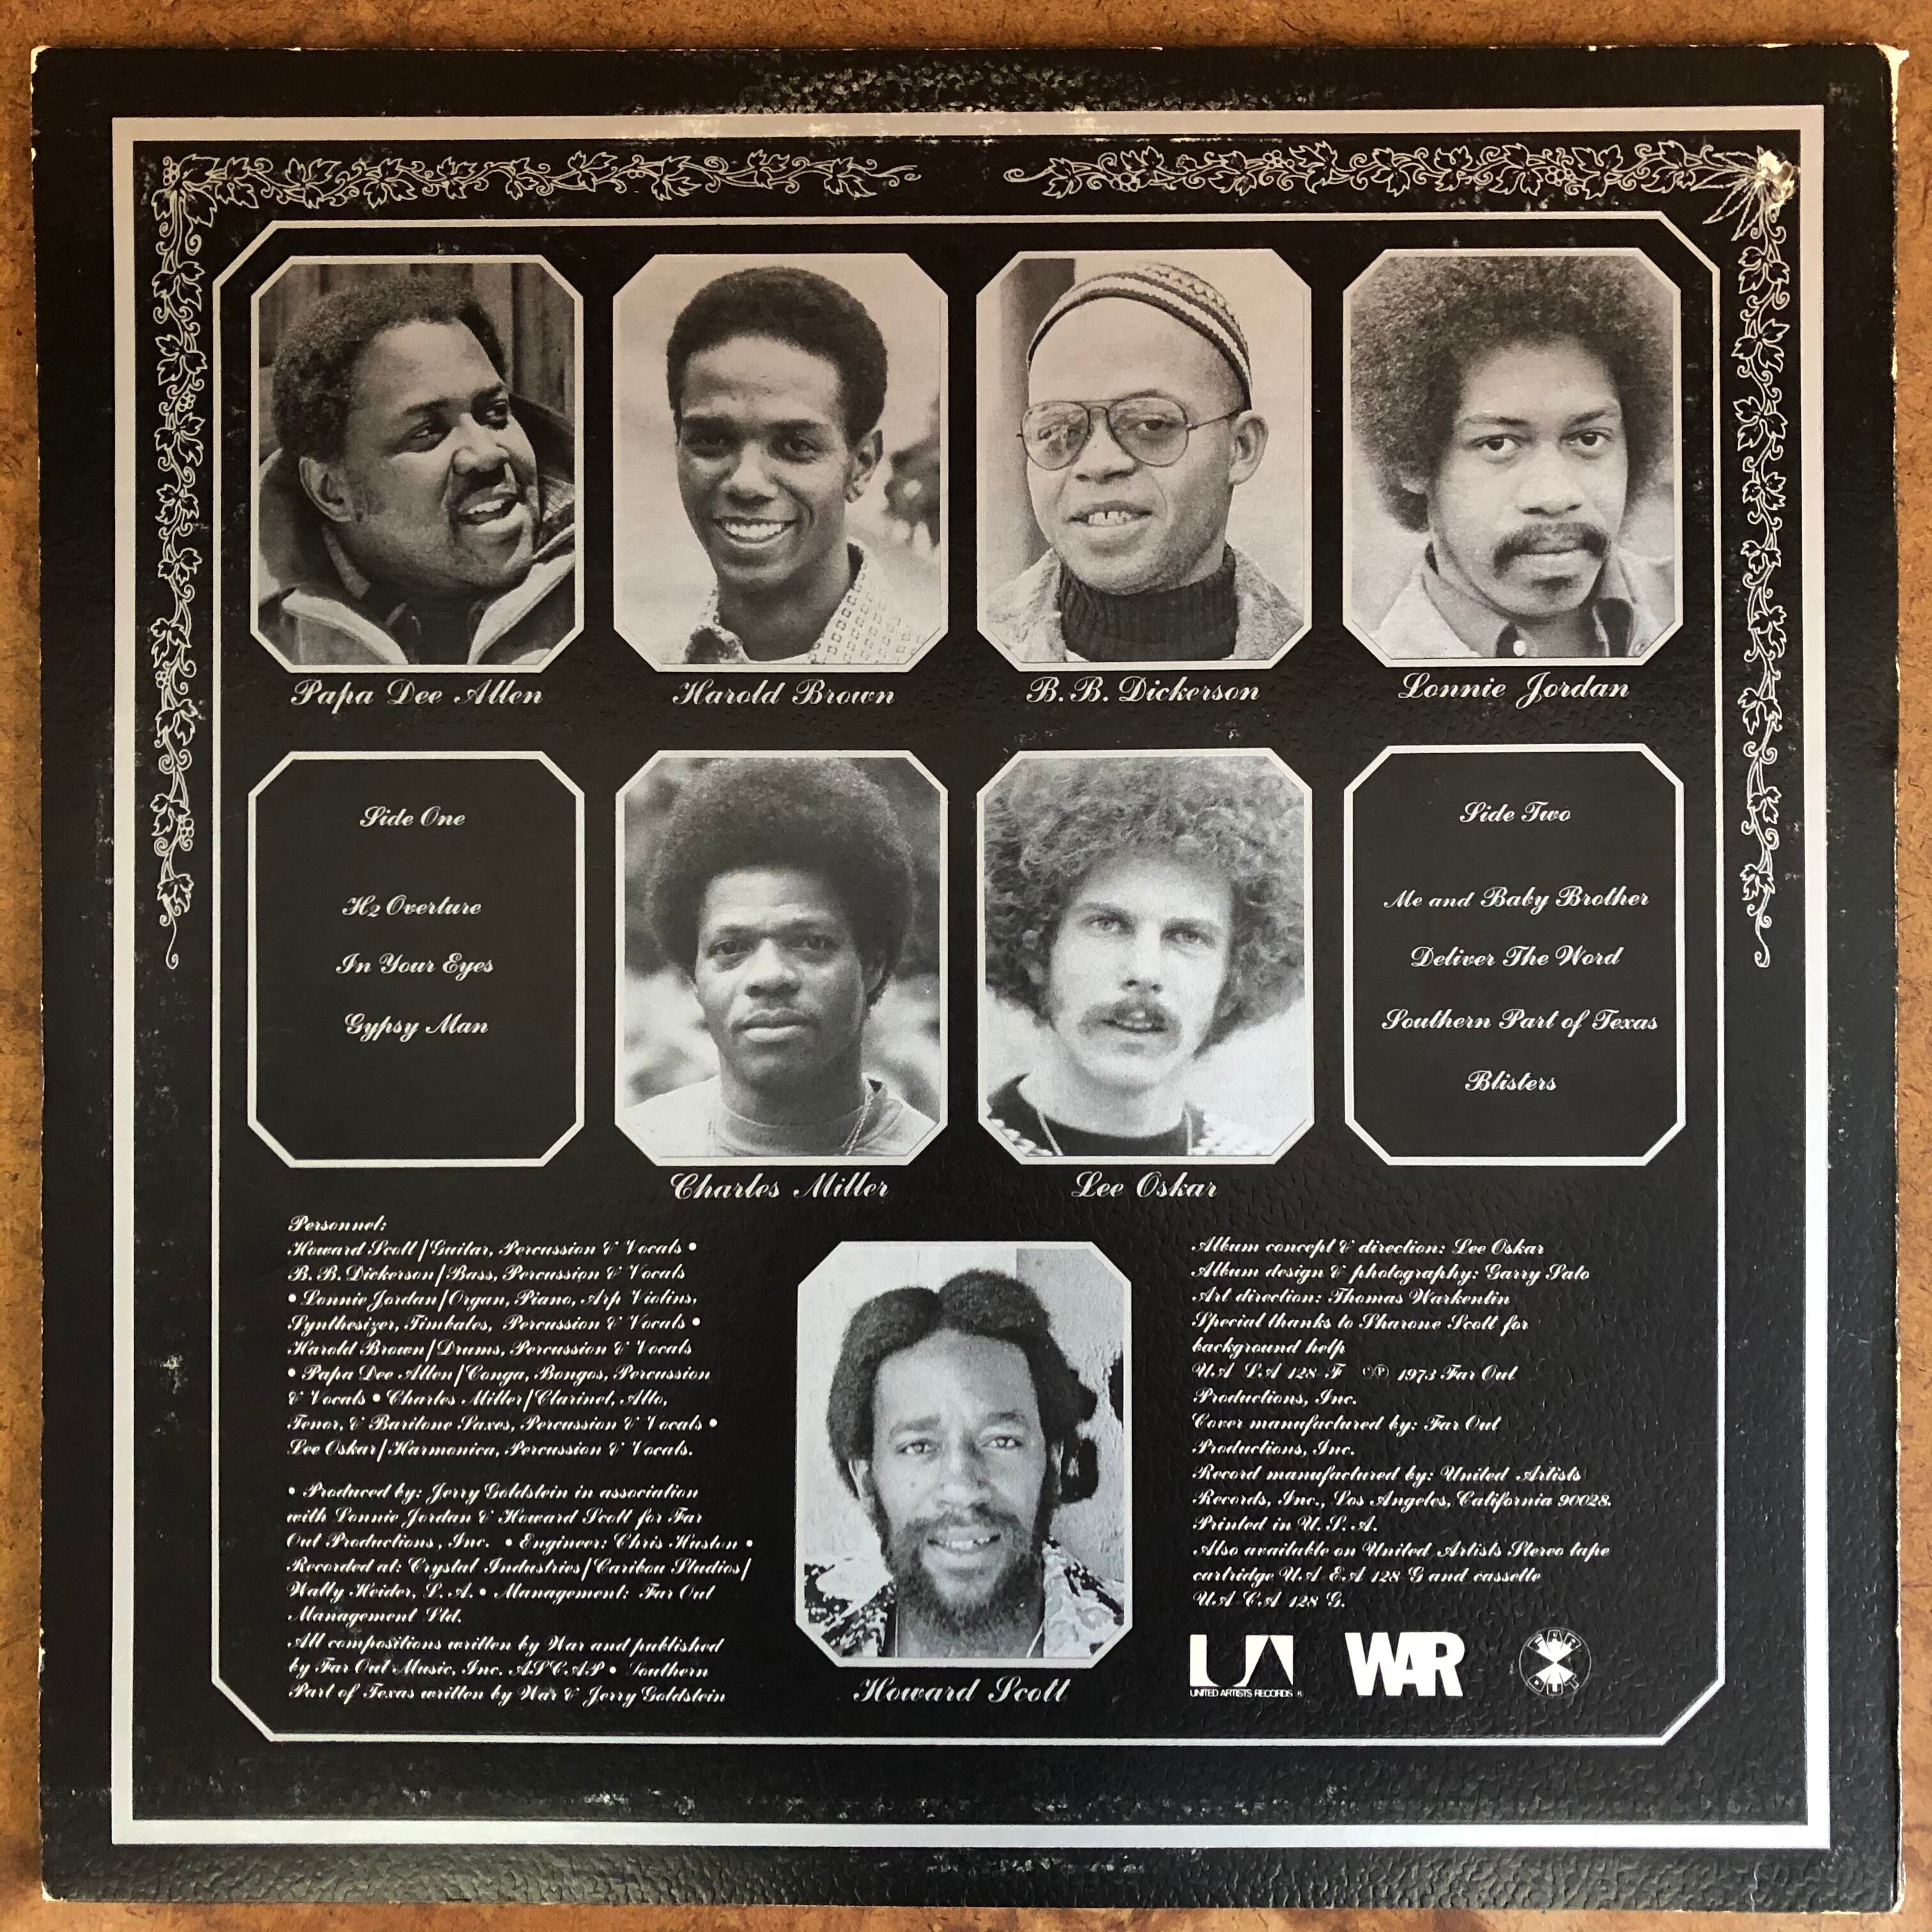 Papa Dee Allen
Harold Brown
B. B. Dickerson
Lonnie Jordan
Side One
H2 Overture
In Your Eyes
Gypsy Man
Side Two
Me and Baby Brother
Deliver The Word
Southern Part of Texas
Blisters
Charles Miller
Lee Oskar
Personnel:
Howard Scott/Guitar, Percussion & Vocals •
B. B. Dickerson/Bass, Percussion & Vocals
• Lonnie Jordan/Organ, Piano, Arp Violins,
Synthesizer, Timbales, Percussion & Vocals •
Harold Brown/Drums, Percussion & Vocals
• Papa Dee Allen/Conga, Bongos, Percussion
& Vocals • Charles Miller/Clarinet, Alto,
Tenor, & Baritone Saxes, Percussion & Vocals •
Lee Oskar/Harmonica, Percussion & Vocals.
• Produced by: Jerry Goldstein in association
with Lonnie Jordan & Howard Scott for Far
Out Productions, Inc. • Engineer: Chris Huston •
Recorded at: Crystal Industries/Caribou Studios/
Wally Heider, L. A. • Management: Far Out
Management Ltd.
All compositions written by War and published
by Far Out Music, Inc. ASCAP • Southern
Part of Texas written by War & Jerry Goldstein
Howard Scott
Album concept & direction: Lee Oskar
Album design & photography: Garry Sato
Art direction: Thomas Warkentin
Special thanks to Sharone Scott for
background help
UA LA 128 F ©℗ 1973 Far Out
Productions, Inc.
Cover manufactured by: Far Out
Productions, Inc.
Record manufactured by: United Artists
Records, Inc., Los Angeles, California 90028.
Printed in U. S. A.
Also available on United Artists Stereo tape
cartridge UA EA 128 G and cassette
UA CA 128 G.
UA
UNITED ARTISTS RECORDS ®
WAR
FAR OUT